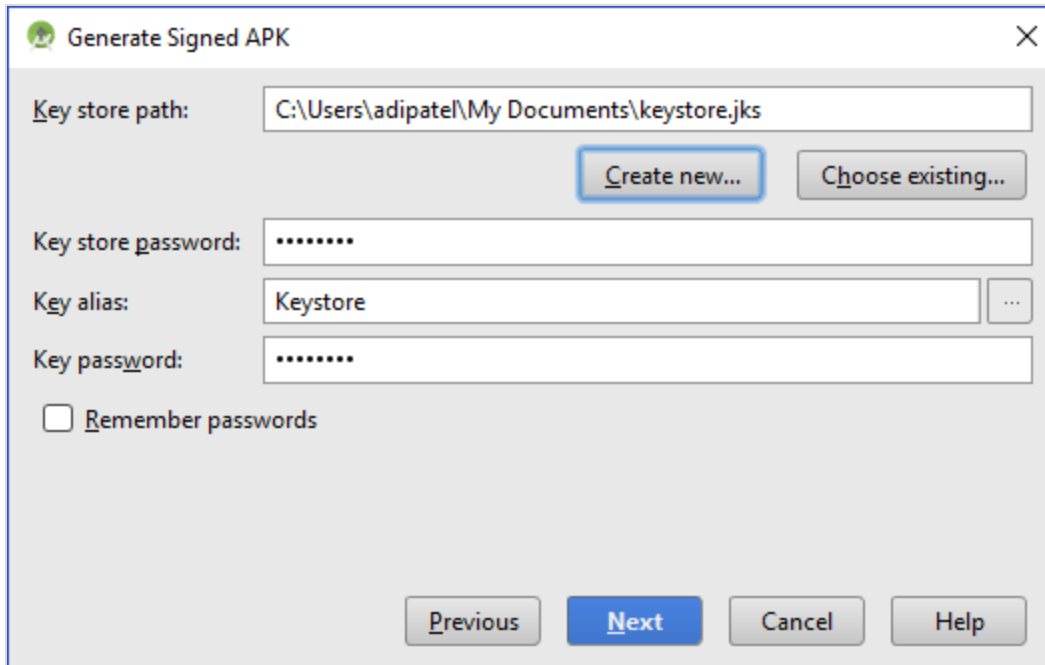 Generate Signed APK
Key store path: C:\Users\adipatel\My Documents\keystore.jks
Create new... Choose existing...
Key store password: ••••••••
Key alias: Keystore ...
Key password: ••••••••
Remember passwords
Previous Next Cancel Help